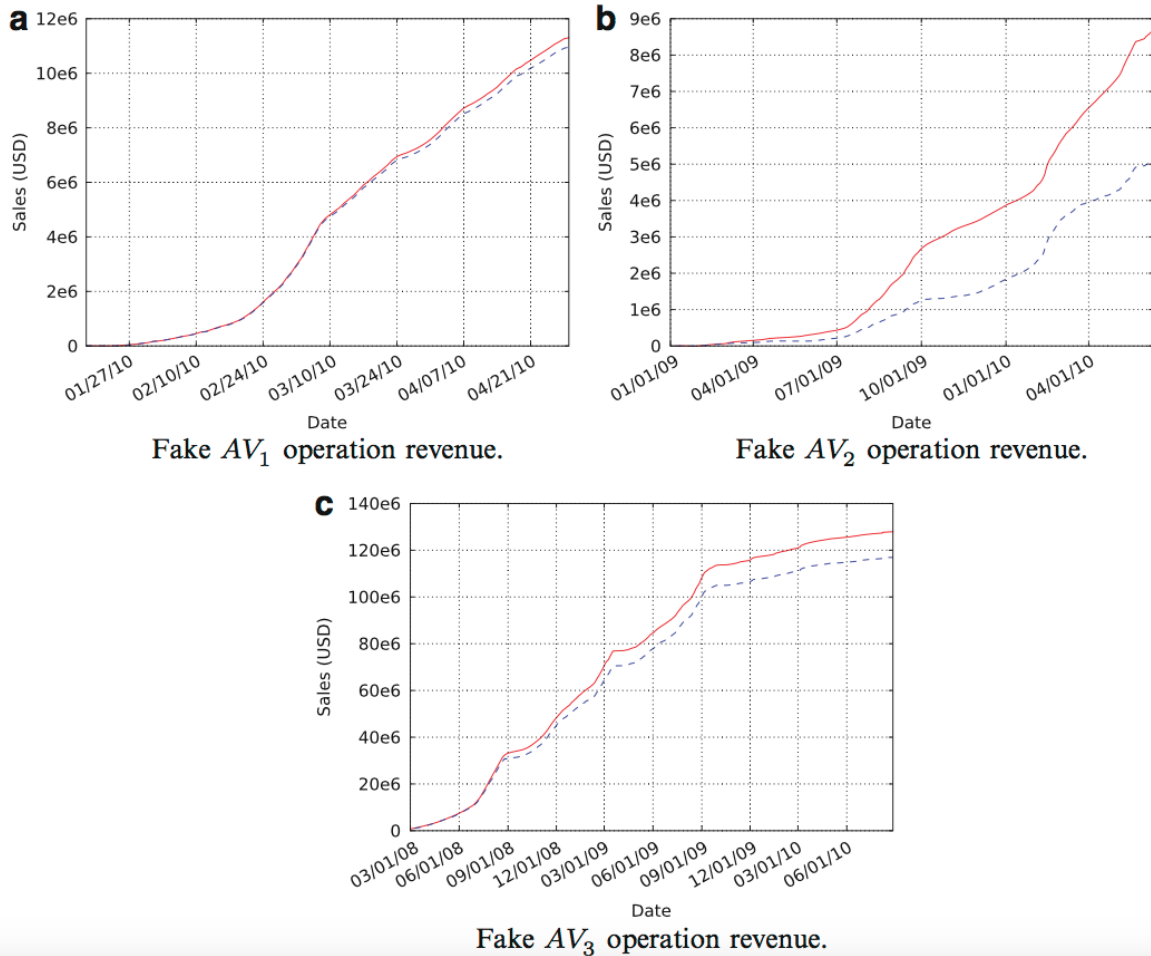 a
12e6
10e6
8e6
6e6
4e6
2e6
0
Sales (USD)
01/27/10 02/10/10 02/24/10 03/10/10 03/24/10 04/07/10 04/21/10
Date
Fake AV1 operation revenue.
b
9e6
8e6
7e6
6e6
5e6
4e6
3e6
2e6
1e6
0
Sales (USD)
01/01/09 04/01/09 07/01/09 10/01/09 01/01/10 04/01/10
Date
Fake AV2 operation revenue.
c
140e6
120e6
100e6
80e6
60e6
40e6
20e6
0
Sales (USD)
03/01/08 06/01/08 09/01/08 12/01/08 03/01/09 06/01/09 09/01/09 12/01/09 03/01/10 06/01/10
Date
Fake AV3 operation revenue.